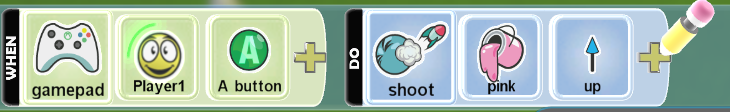 WHEN
A
gamepad Player1 A button
DO
shoot pink up